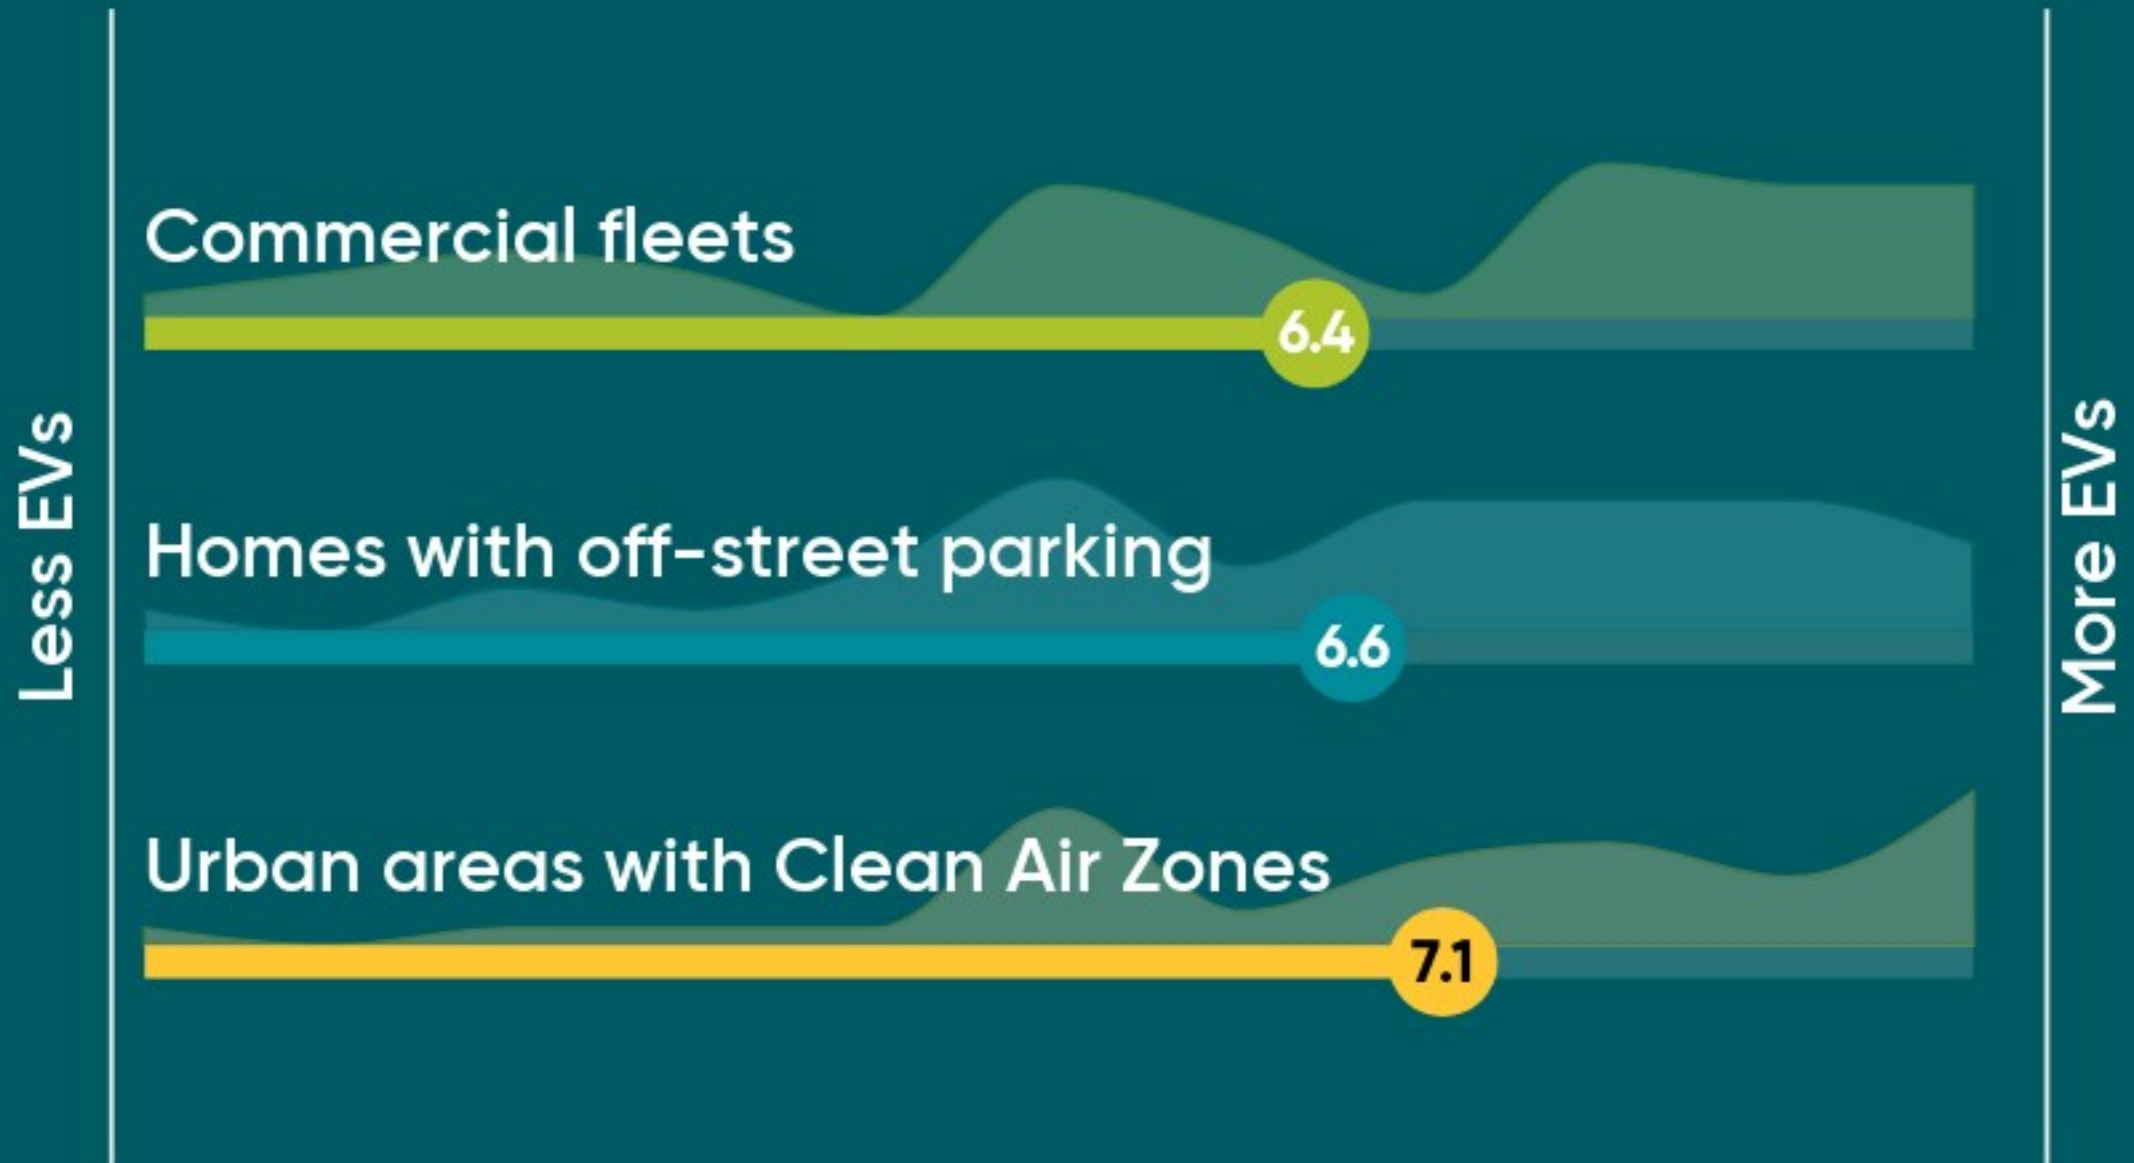 Less EVs
Commercial fleets
6.4
Homes with off-street parking
6.6
Urban areas with Clean Air Zones
7.1
More EVs